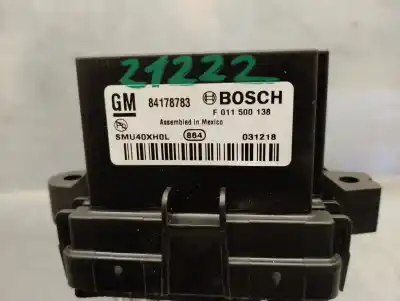 21222
GM 84178783 BOSCH
F 011 500 138
Assembled in Mexico
SMU40XH0L 864 031218